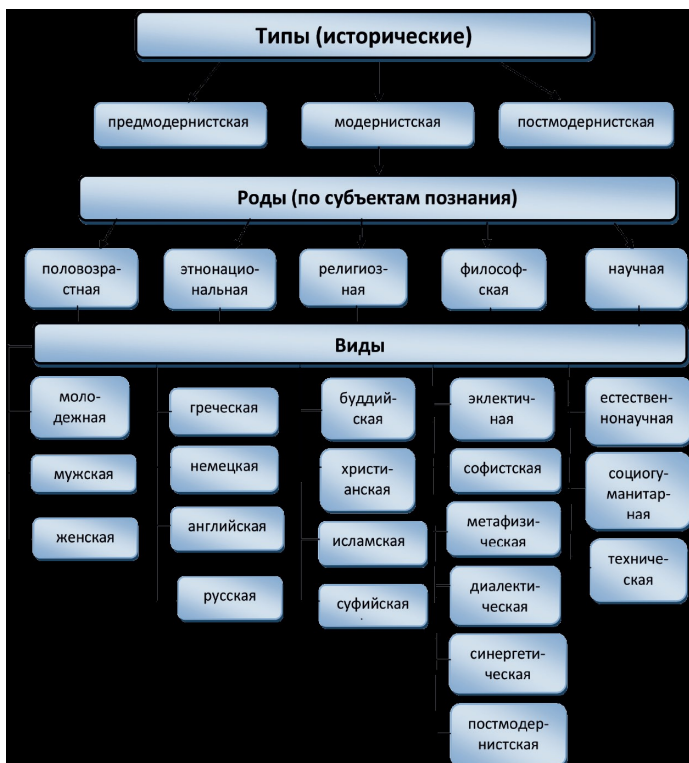 Типы (исторические)
предмодернистская
модернистская
постмодернистская
Роды (по субъектам познания)
половозра-
стная
этнонацио-
нальная
религиоз-
ная
философ-
ская
научная
Виды
моло-
дежная
мужская
женская
греческая
немецкая
английская
русская
буддий-
ская
христи-
анская
исламская
суфийская
.
эклектич-
ная
софистская
метафизи-
ческая
диалекти-
ческая
синергети-
ческая
постмодер-
нистская
естествен-
нонаучная
социогу-
манитар-
ная
техниче-
ская